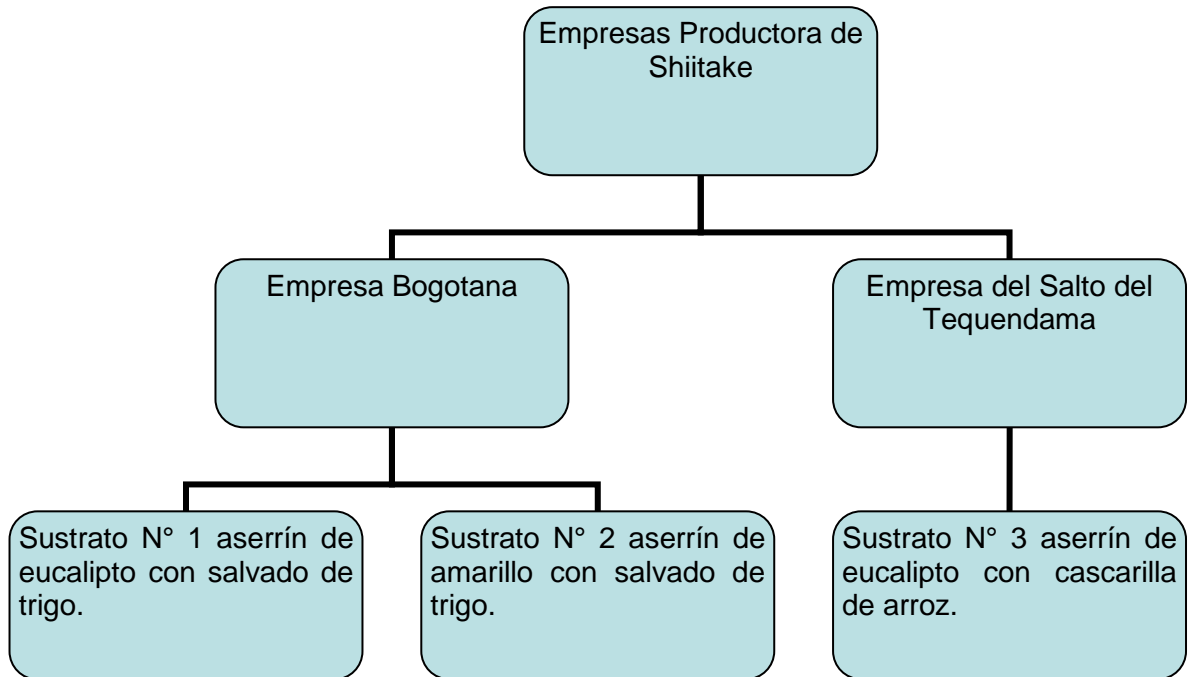 Empresas Productora de
Shiitake
Empresa Bogotana
Empresa del Salto del
Tequendama
Sustrato N° 1 aserrín de
eucalipto con salvado de
trigo.
Sustrato N° 2 aserrín de
amarillo con salvado de
trigo.
Sustrato N° 3 aserrín de
eucalipto con cascarilla
de arroz.